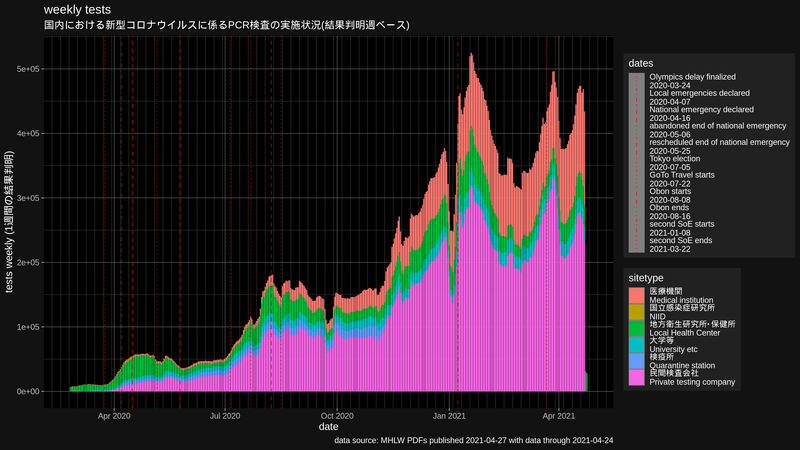 weekly tests
国内における新型コロナウイルスに係るPCR検査の実施状況(結果判明週ベース)
tests weekly (1週間の結果判明)
5e+05
4e+05
3e+05
2e+05
1e+05
0e+00
Apr 2020
Jul 2020
Oct 2020
Jan 2021
Apr 2021
date
dates
Olympics delay finalized
2020-03-24
Local emergencies declared
2020-04-07
National emergency declared
2020-04-16
abandoned end of national emergency
2020-05-06
rescheduled end of national emergency
2020-05-25
Tokyo election
2020-07-05
GoTo Travel starts
2020-07-22
Obon starts
2020-08-08
Obon ends
2020-08-16
second SoE starts
2021-01-08
second SoE ends
2021-03-22
sitetype
医療機関
Medical institution
国立感染症研究所
NIID
地方衛生研究所･保健所
Local Health Center
大学等
University etc
検疫所
Quarantine station
民間検査会社
Private testing company
data source: MHLW PDFs published 2021-04-27 with data through 2021-04-24